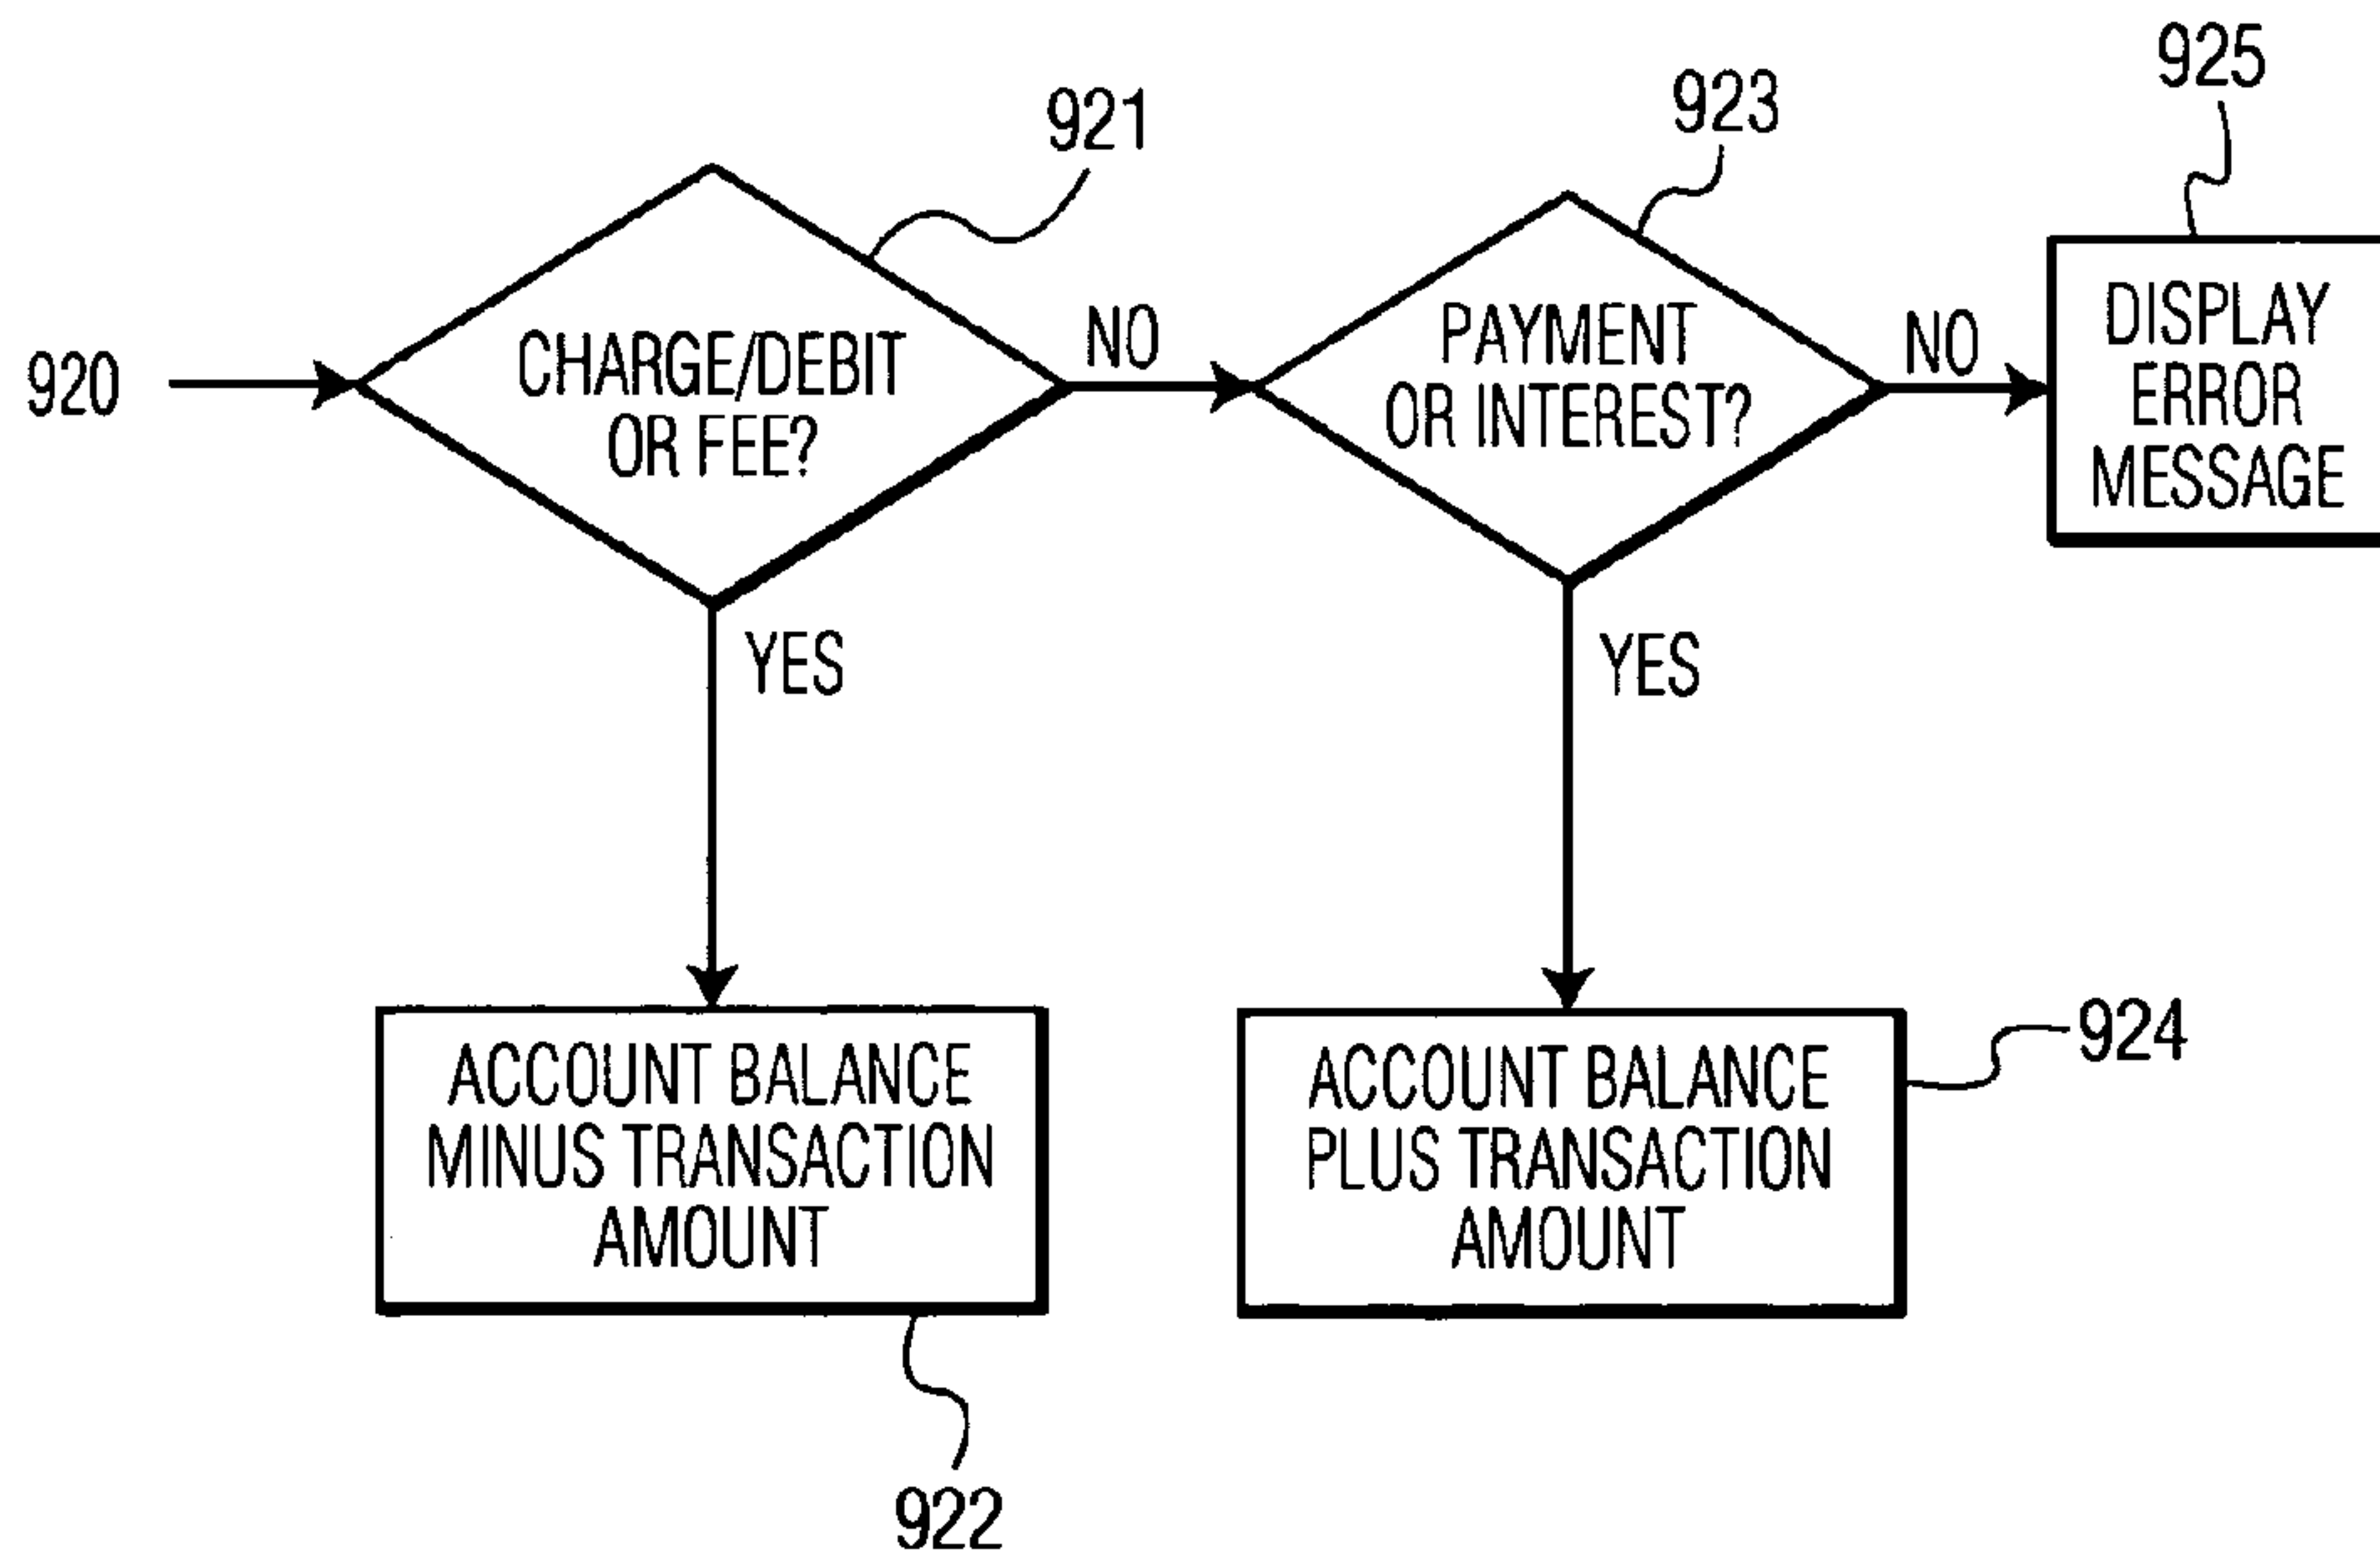 925
923
921
920
CHARGE/DEBIT
OR FEE?
NO
PAYMENT
OR INTEREST?
NO
DISPLAY
ERROR
MESSAGE
YES
YES
ACCOUNT BALANCE
MINUS TRANSACTION
AMOUNT
ACCOUNT BALANCE
PLUS TRANSACTION
AMOUNT
924
922